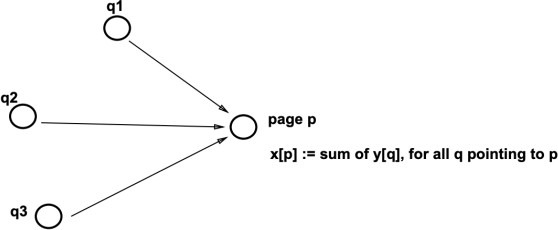 q1
q2
page p
x[p] := sum of y[q], for all q pointing to p
q3